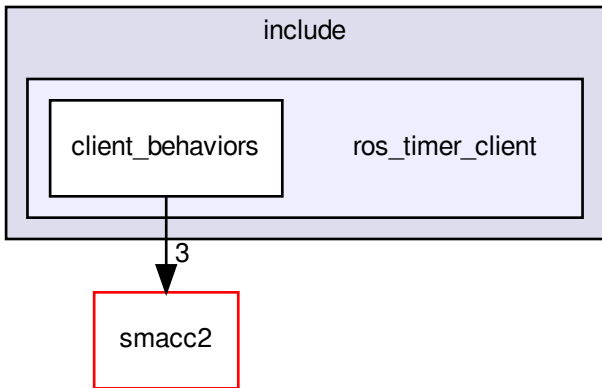 include
client_behaviors
ros_timer_client
3
smacc2